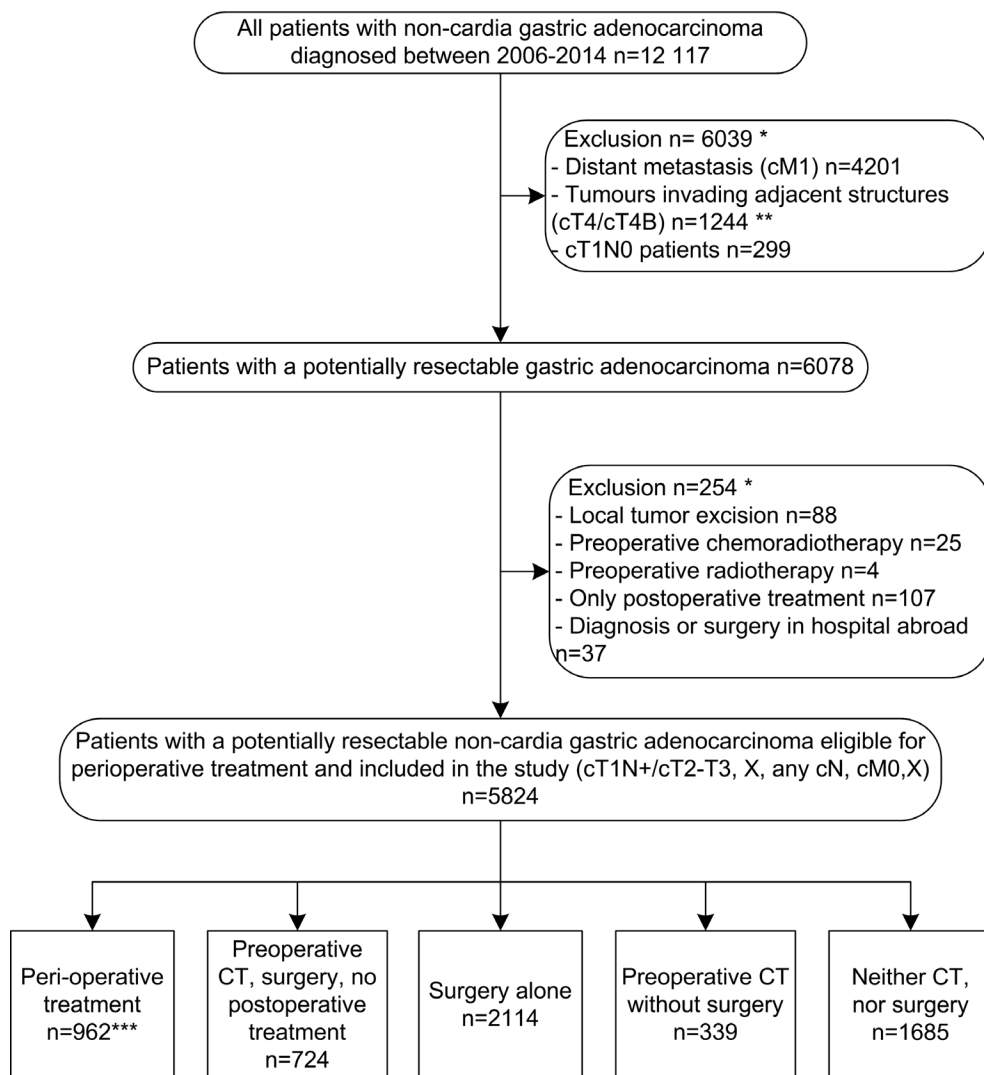 All patients with non-cardia gastric adenocarcinoma
diagnosed between 2006-2014 n=12 117
Exclusion n= 6039 *
- Distant metastasis (cM1) n=4201
- Tumours invading adjacent structures
(cT4/cT4B) n=1244 **
- cT1N0 patients n=299
Patients with a potentially resectable gastric adenocarcinoma n=6078
Exclusion n=254 *
- Local tumor excision n=88
- Preoperative chemoradiotherapy n=25
- Preoperative radiotherapy n=4
- Only postoperative treatment n=107
- Diagnosis or surgery in hospital abroad
n=37
Patients with a potentially resectable non-cardia gastric adenocarcinoma eligible for
perioperative treatment and included in the study (cT1N+/cT2-T3, X, any cN, cM0,X)
n=5824
Peri-operative
treatment
n=962***
Preoperative
CT, surgery, no
postoperative
treatment
n=724
Surgery alone
n=2114
Preoperative CT
without surgery
n=339
Neither CT,
nor surgery
n=1685